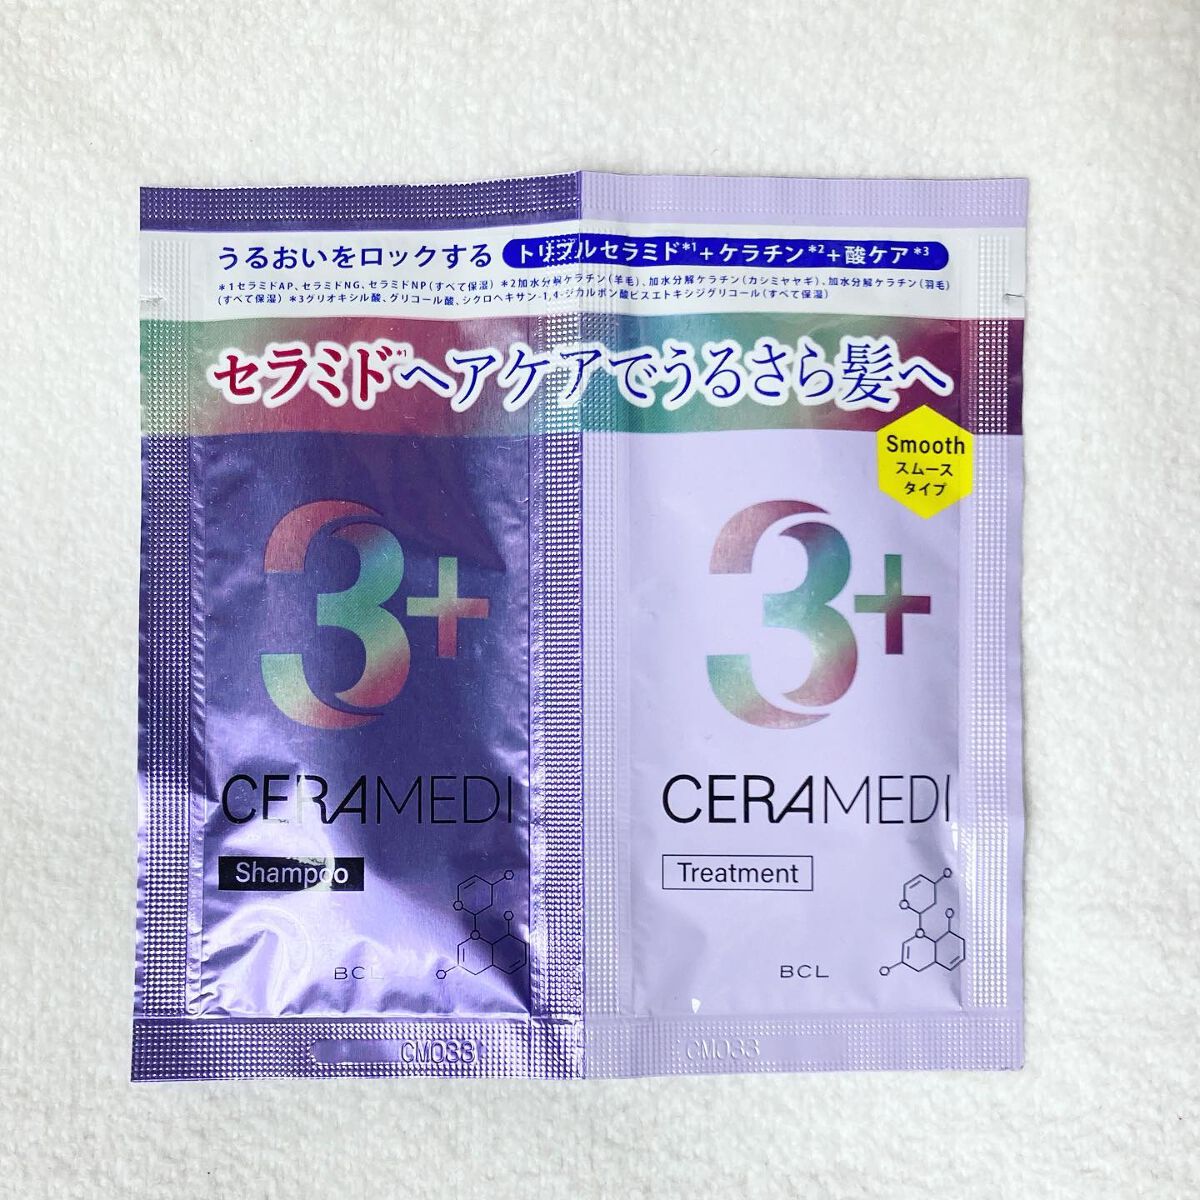 うるおいをロックする トリプルセラミド*1+ケラチン*2+酸ケア*3
*1セラミドAP、セラミドNG、セラミドNP(すべて保湿) *2加水分解ケラチン(羊毛)、加水分解ケラチン(カシミヤヤギ)、加水分解ケラチン(羽毛)
(すべて保湿) *3グリオキシル酸、グリコール酸、シクロヘキサン-1,4-ジカルボン酸ビスエトキシジグリコール(すべて保湿)
セラミド*1ヘアケアでうるさら髪へ
Smooth
スムース
タイプ
3+
CERAMEDI
Shampoo
BCL
CM033
3+
CERAMEDI
Treatment
BCL
CM033